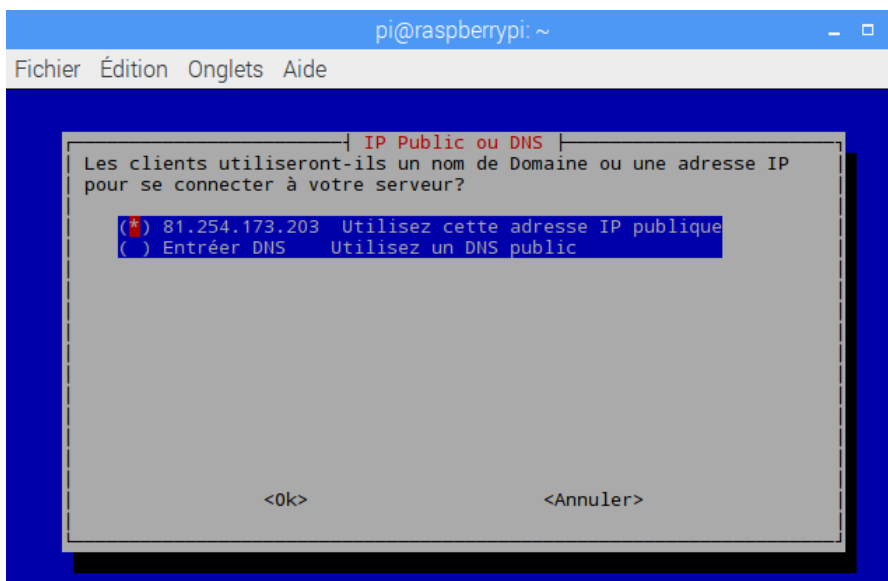 pi@raspberrypi: ~
Fichier Édition Onglets Aide
IP Public ou DNS
Les clients utiliseront-ils un nom de Domaine ou une adresse IP
pour se connecter à votre serveur?
(*) 81.254.173.203 Utilisez cette adresse IP publique
( ) Entréer DNS Utilisez un DNS public
<Ok> <Annuler>